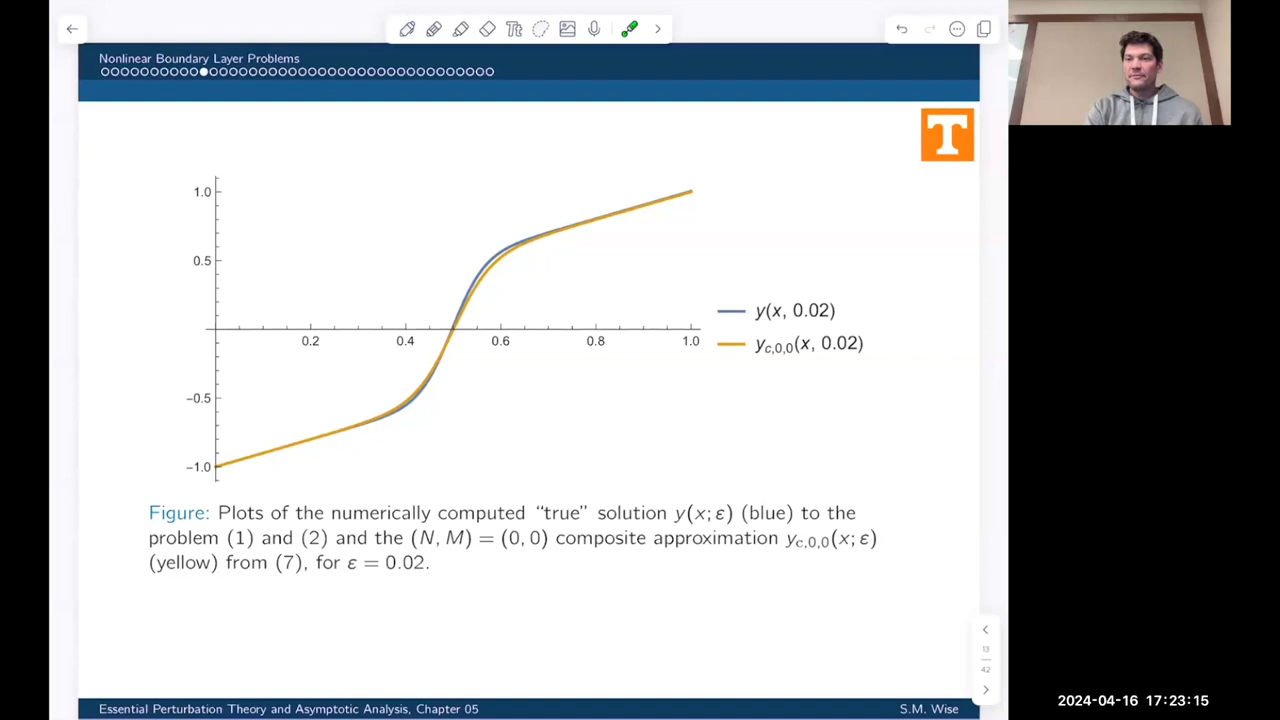 Nonlinear Boundary Layer Problems
T
1.0
0.5
-0.5
-1.0
0.2 0.4 0.6 0.8 1.0
y(x, 0.02)
y_{c,0,0}(x, 0.02)
Figure: Plots of the numerically computed “true” solution y(x; ε) (blue) to the
problem (1) and (2) and the (N, M) = (0, 0) composite approximation y_{c,0,0}(x; ε)
(yellow) from (7), for ε = 0.02.
13
42
Essential Perturbation Theory and Asymptotic Analysis, Chapter 05 S.M. Wise
2024-04-16 17:23:15